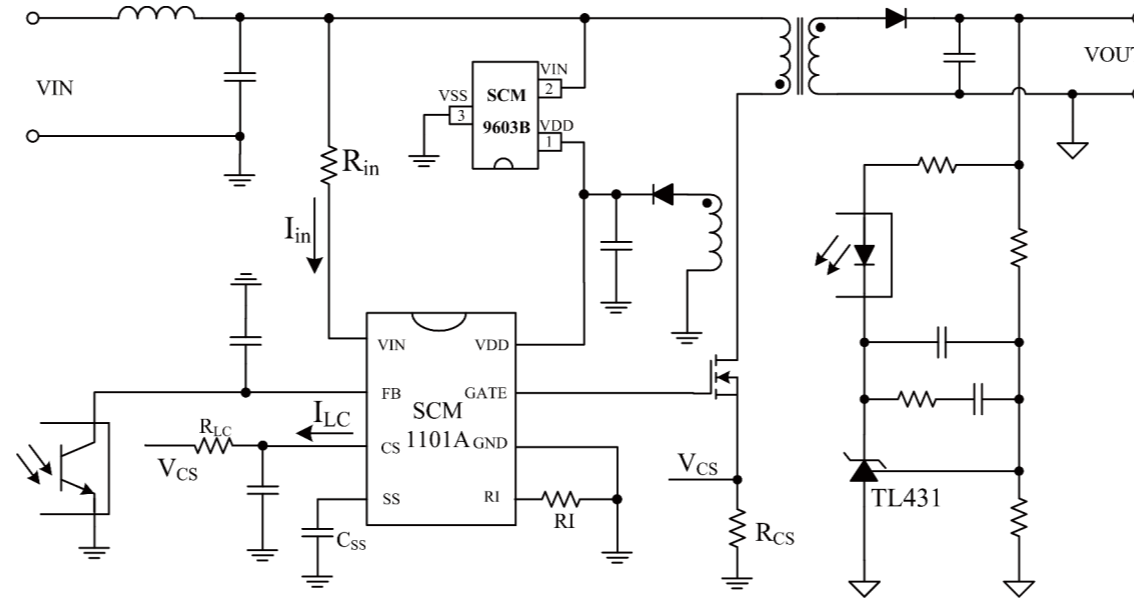 VIN
VOUT
VIN
SCM
2
VSS
3
9603B
VDD
1
R_in
I_in
VIN
VDD
FB
GATE
SCM
1101A
I_LC
R_LC
CS
GND
V_CS
V_CS
SS
RI
C_SS
RI
R_CS
TL431